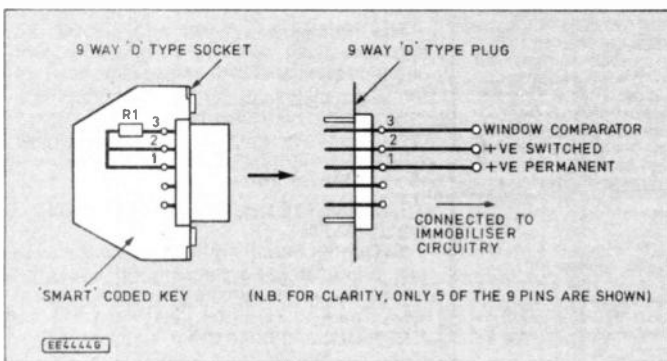 9 WAY 'D' TYPE SOCKET
9 WAY 'D' TYPE PLUG
R1
3
2
1
3
2
1
WINDOW COMPARATOR
+VE SWITCHED
+VE PERMANENT
CONNECTED TO
IMMOBILISER
CIRCUITRY
'SMART' CODED KEY
(N.B. FOR CLARITY, ONLY 5 OF THE 9 PINS ARE SHOWN)
EE4444G